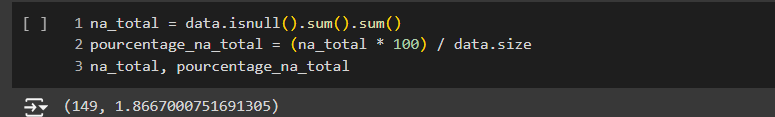 [ ] 1 na_total = data.isnull().sum().sum()
2 pourcentage_na_total = (na_total * 100) / data.size
3 na_total, pourcentage_na_total
(149, 1.8667000751691305)